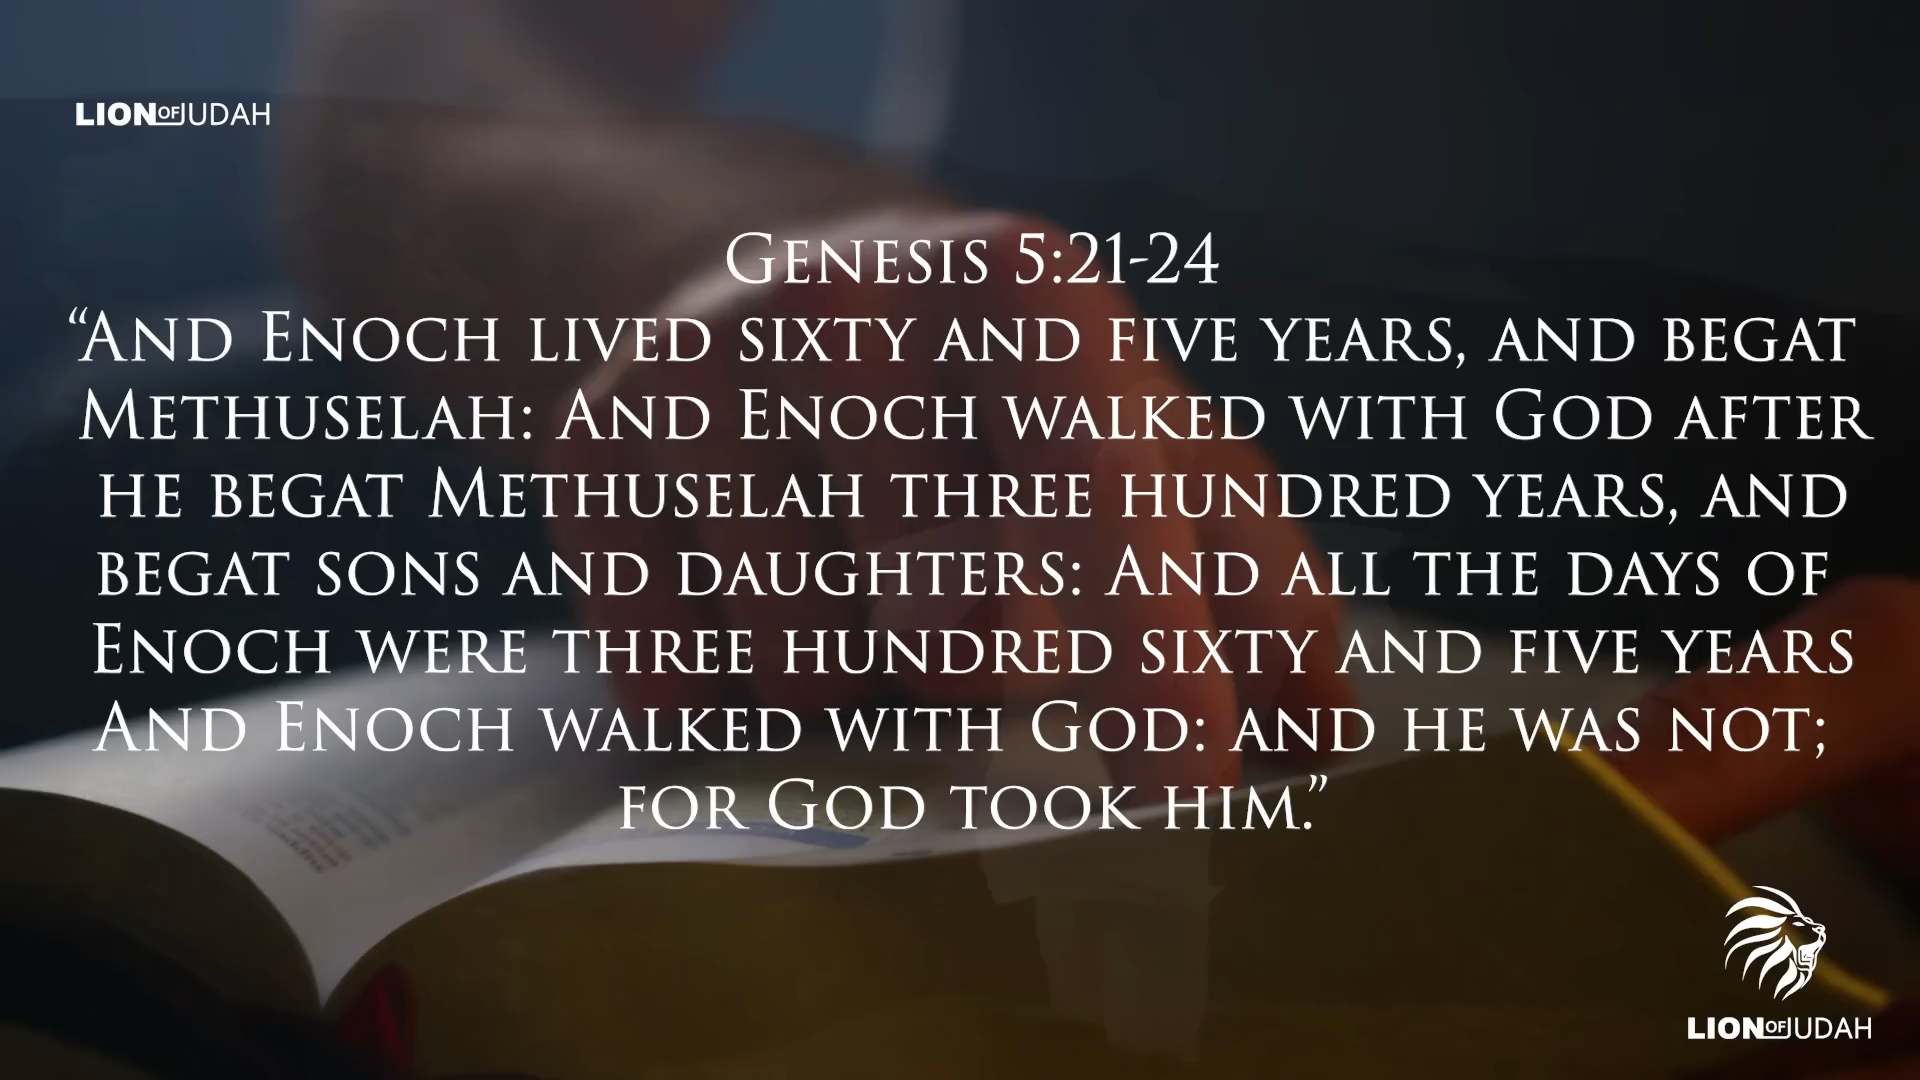 LION OF JUDAH
Genesis 5:21-24
“And Enoch lived sixty and five years, and begat
Methuselah: And Enoch walked with God after
he begat Methuselah three hundred years, and
begat sons and daughters: And all the days of
Enoch were three hundred sixty and five years
And Enoch walked with God: and he was not;
for God took him.”
LION OF JUDAH